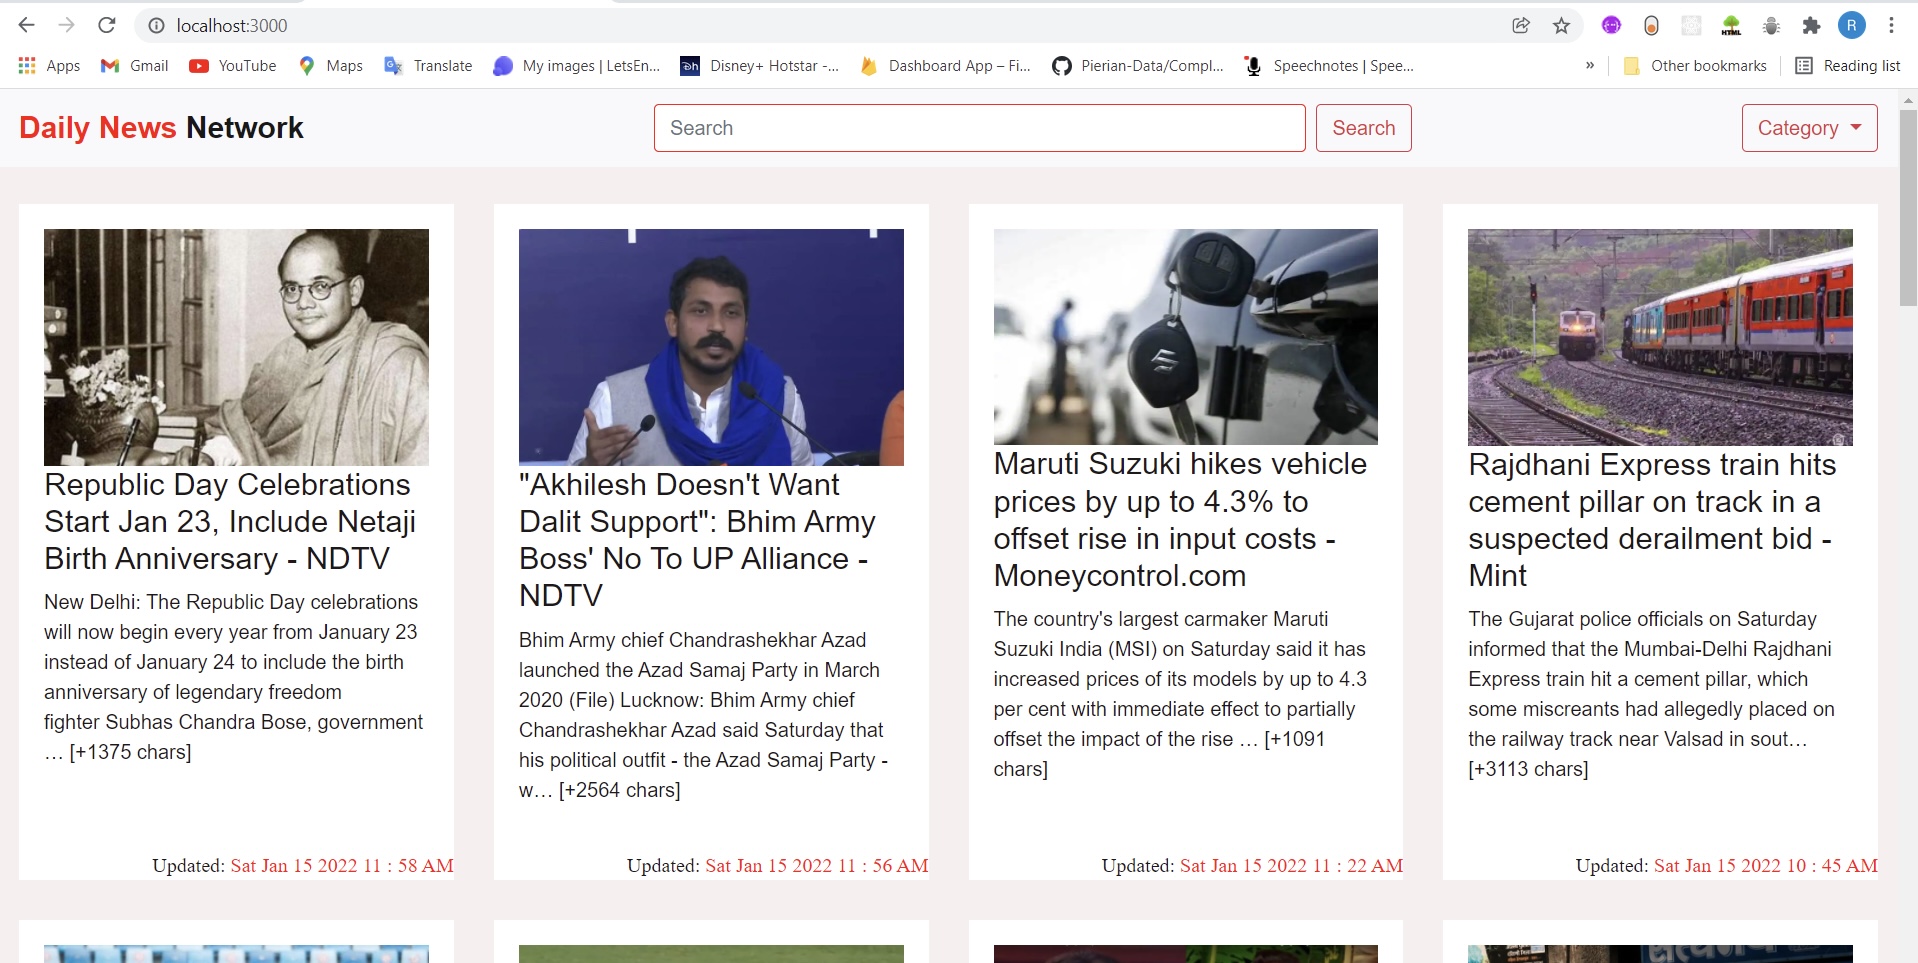 localhost:3000
R
Apps
Gmail
YouTube
Maps
Translate
My images | LetsEn...
Disney+ Hotstar -...
Dashboard App – Fi...
Pierian-Data/Compl...
Speechnotes | Spee...
»
Other bookmarks
Reading list
Daily News Network
Search
Search
Category
Republic Day Celebrations
Start Jan 23, Include Netaji
Birth Anniversary - NDTV
New Delhi: The Republic Day celebrations
will now begin every year from January 23
instead of January 24 to include the birth
anniversary of legendary freedom
fighter Subhas Chandra Bose, government
… [+1375 chars]
Updated: Sat Jan 15 2022 11 : 58 AM
"Akhilesh Doesn't Want
Dalit Support": Bhim Army
Boss' No To UP Alliance -
NDTV
Bhim Army chief Chandrashekhar Azad
launched the Azad Samaj Party in March
2020 (File) Lucknow: Bhim Army chief
Chandrashekhar Azad said Saturday that
his political outfit - the Azad Samaj Party -
w… [+2564 chars]
Updated: Sat Jan 15 2022 11 : 56 AM
Maruti Suzuki hikes vehicle
prices by up to 4.3% to
offset rise in input costs -
Moneycontrol.com
The country's largest carmaker Maruti
Suzuki India (MSI) on Saturday said it has
increased prices of its models by up to 4.3
per cent with immediate effect to partially
offset the impact of the rise … [+1091
chars]
Updated: Sat Jan 15 2022 11 : 22 AM
Rajdhani Express train hits
cement pillar on track in a
suspected derailment bid -
Mint
The Gujarat police officials on Saturday
informed that the Mumbai-Delhi Rajdhani
Express train hit a cement pillar, which
some miscreants had allegedly placed on
the railway track near Valsad in sout…
[+3113 chars]
Updated: Sat Jan 15 2022 10 : 45 AM